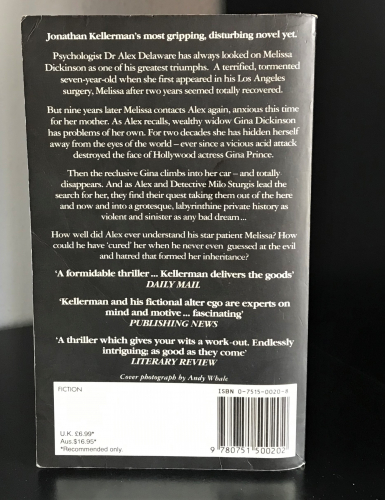 Jonathan Kellerman's most gripping, disturbing novel yet.
Psychologist Dr Alex Delaware has always looked on Melissa
Dickinson as one of his greatest triumphs. A terrified, tormented
seven-year-old when she first appeared in his Los Angeles
surgery, Melissa after two years seemed totally recovered.
But nine years later Melissa contacts Alex again, anxious this time
for her mother. As Alex recalls, wealthy widow Gina Dickinson
has problems of her own. For two decades she has hidden herself
away from the eyes of the world – ever since a vicious acid attack
destroyed the face of Hollywood actress Gina Prince.
Then the reclusive Gina climbs into her car – and totally
disappears. And as Alex and Detective Milo Sturgis lead the
search for her, they find their quest taking them out of the here
and now and into a grotesque, labyrinthine private history as
violent and sinister as any bad dream ...
How well did Alex ever understand his star patient Melissa? How
could he have 'cured' her when he never even guessed at the evil
and hatred that formed her inheritance?
'A formidable thriller ... Kellerman delivers the goods'
DAILY MAIL
'Kellerman and his fictional alter ego are experts on
mind and motive ... fascinating'
PUBLISHING NEWS
'A thriller which gives your wits a work-out. Endlessly
intriguing; as good as they come'
LITERARY REVIEW
Cover photograph by Andy Whale
FICTION
ISBN 0-7515-0020-8
U.K. £6.99*
Aus.$16.95*
*Recommended only.
9 780751 500202